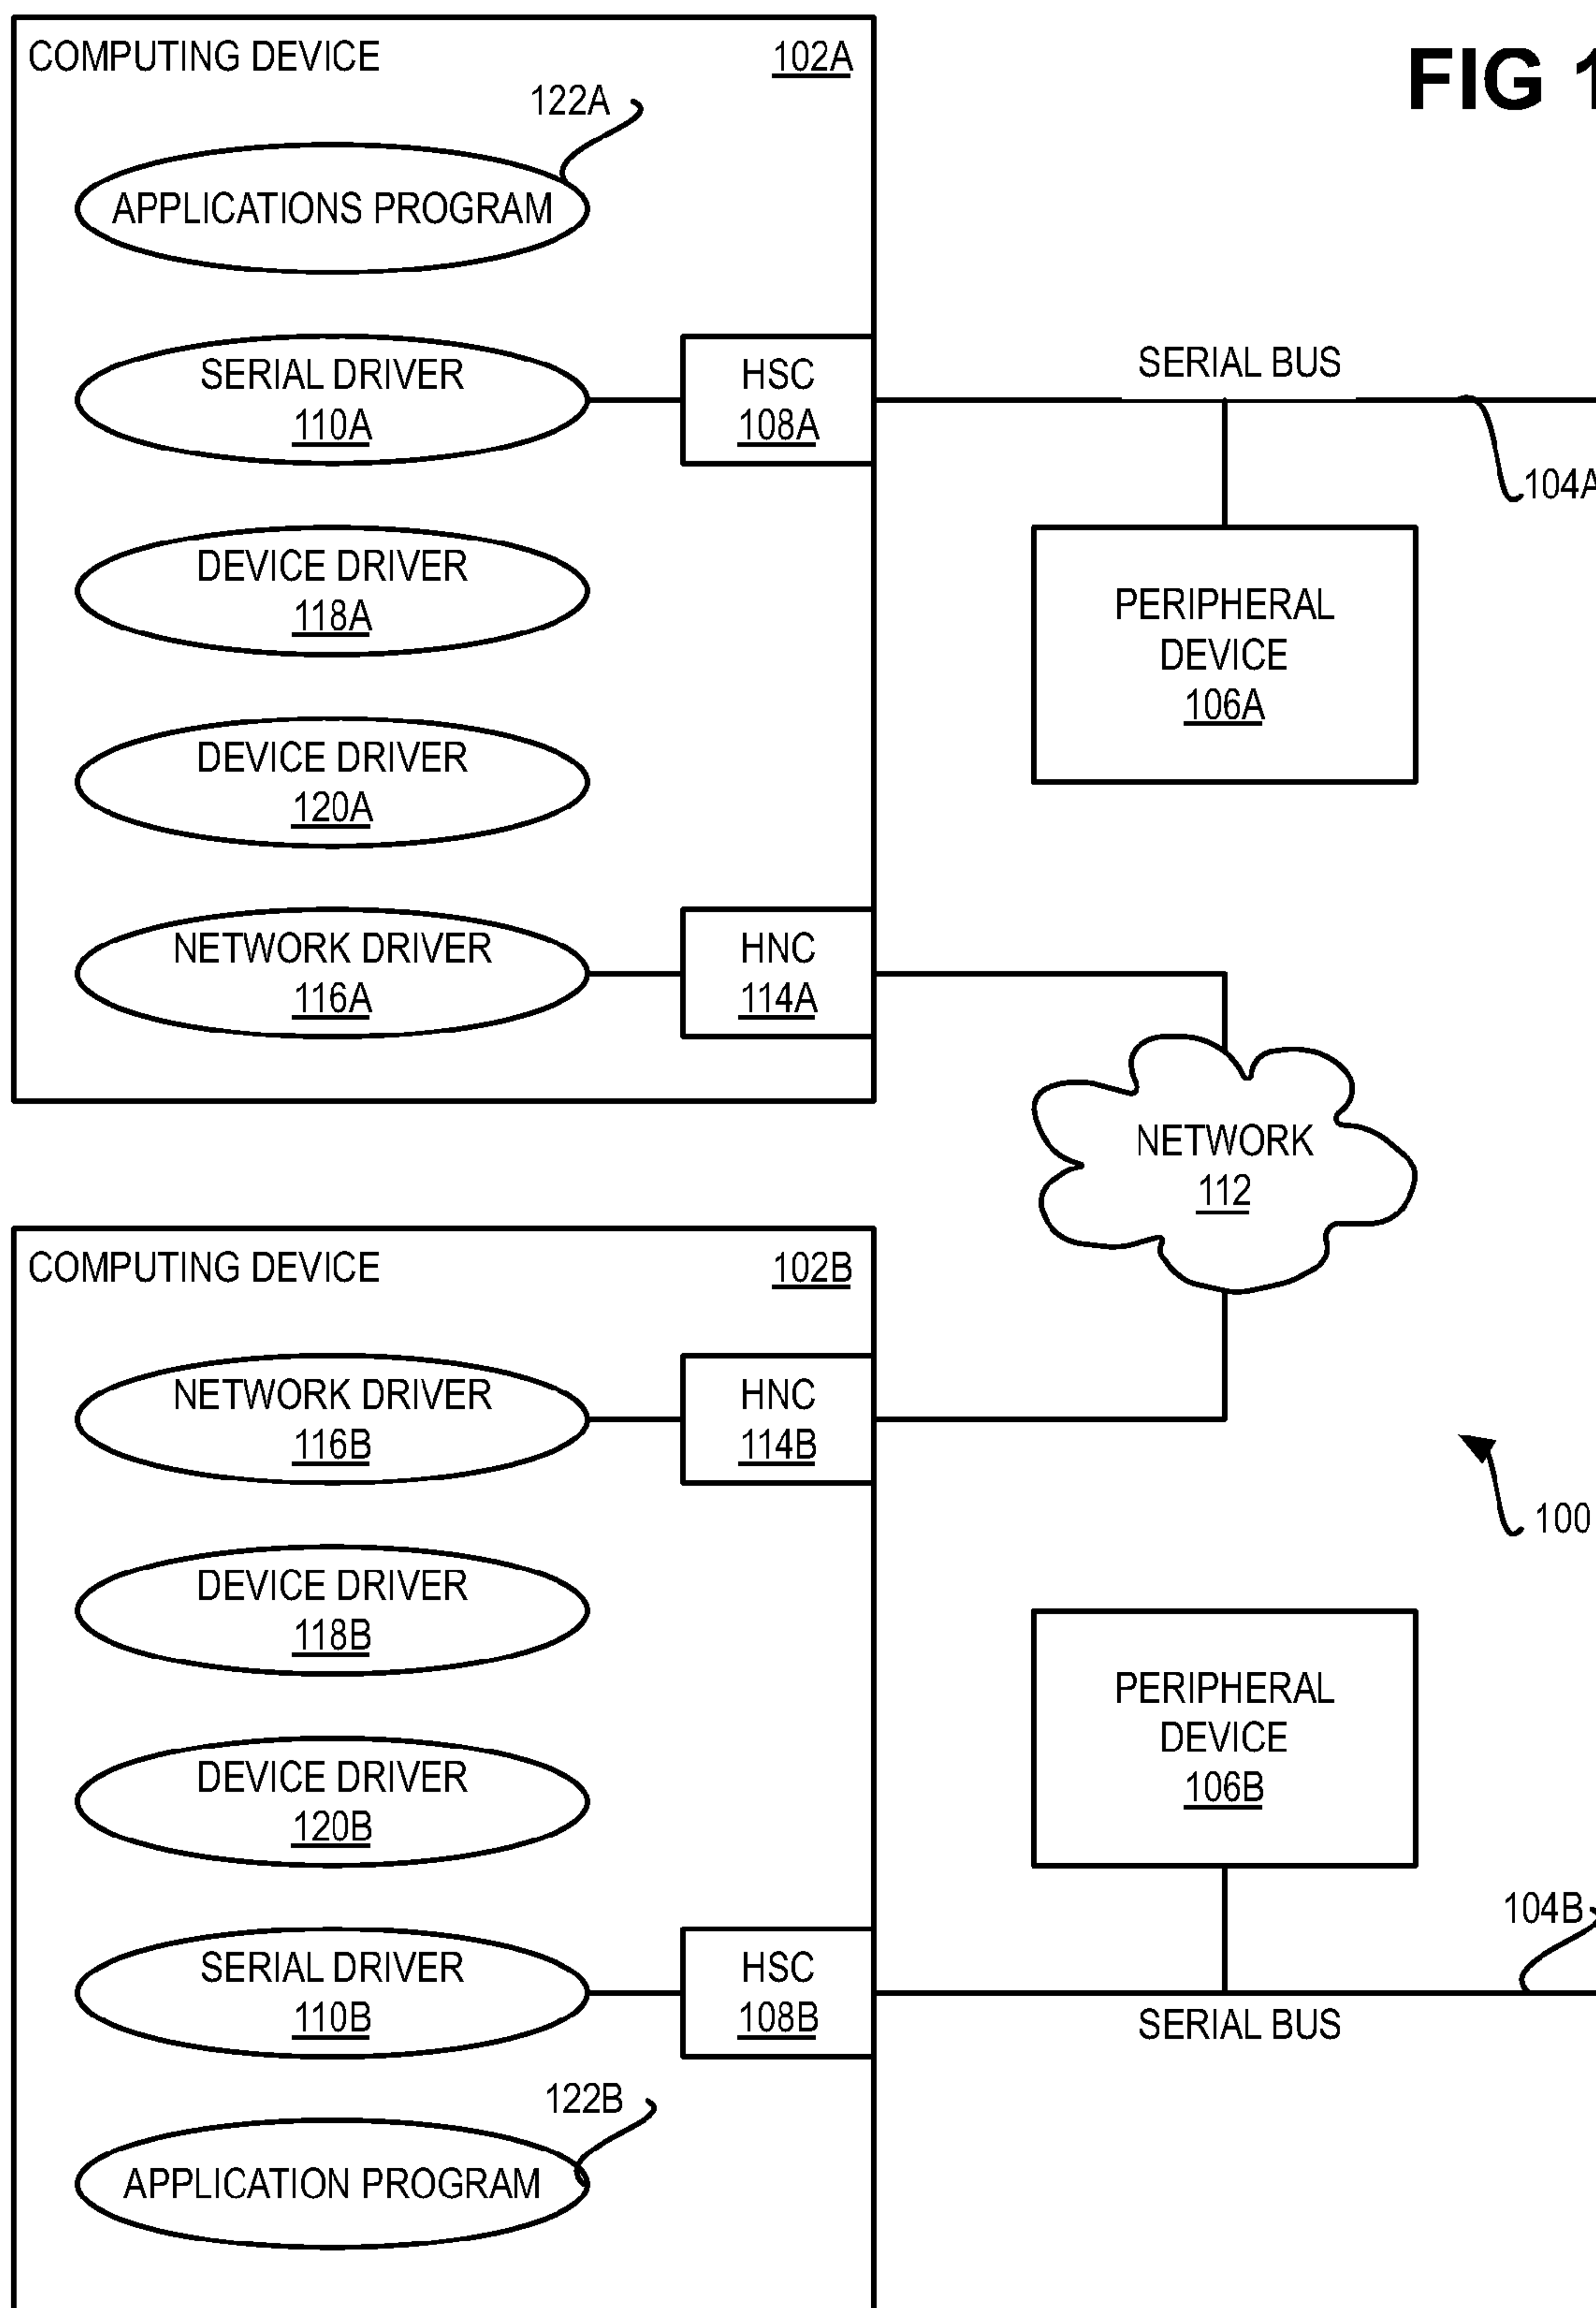 COMPUTING DEVICE 102A
FIG 1
122A
APPLICATIONS PROGRAM
SERIAL DRIVER
110A
HSC
108A
SERIAL BUS
104A
DEVICE DRIVER
118A
PERIPHERAL
DEVICE
106A
DEVICE DRIVER
120A
NETWORK DRIVER
116A
HNC
114A
NETWORK
112
COMPUTING DEVICE 102B
NETWORK DRIVER
116B
HNC
114B
100
DEVICE DRIVER
118B
PERIPHERAL
DEVICE
106B
DEVICE DRIVER
120B
104B
SERIAL DRIVER
110B
HSC
108B
SERIAL BUS
122B
APPLICATION PROGRAM